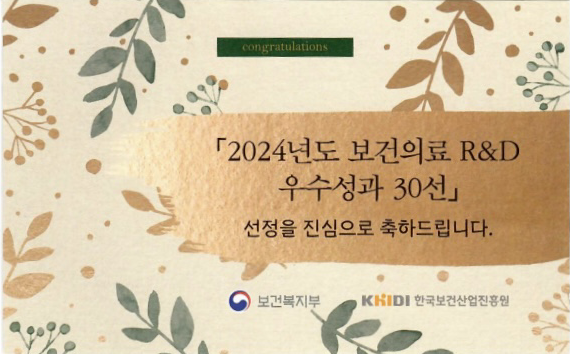 congratulations
「2024년도 보건의료 R&D
우수성과 30선」
선정을 진심으로 축하드립니다.
보건복지부 KHIDI 한국보건산업진흥원